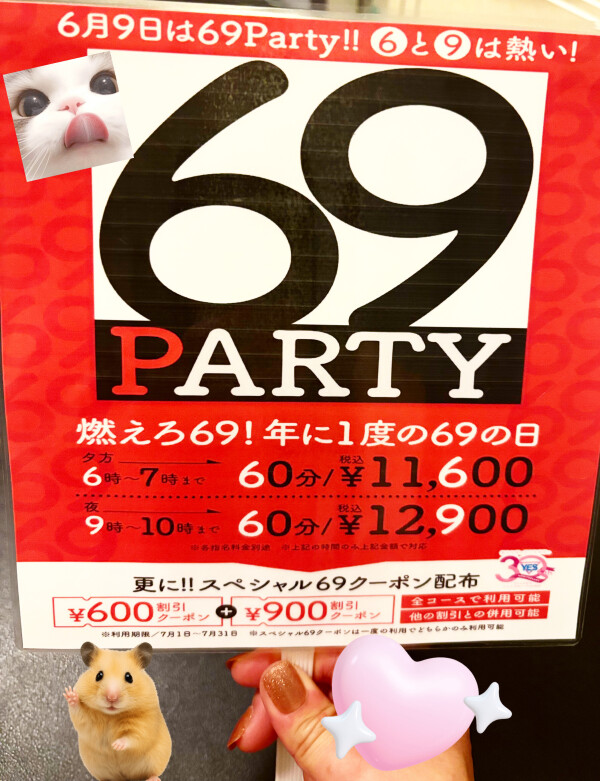 6月9日は69Party!! 6と9は熱い!
69
PARTY
燃えろ69!年に1度の69の日
夕方
6時〜7時まで 60分/税込¥11,600
夜
9時〜10時まで 60分/税込¥12,900
※各指名料金別途 ※上記の時間のみ上記金額で対応
YES
更に!!スペシャル69クーポン配布
¥600割引クーポン+¥900割引クーポン
全コースで利用可能
他の割引との併用可能
※利用期限/7月1日〜7月31日 ※スペシャル69クーポンは一度の利用でどちらかのみ利用可能